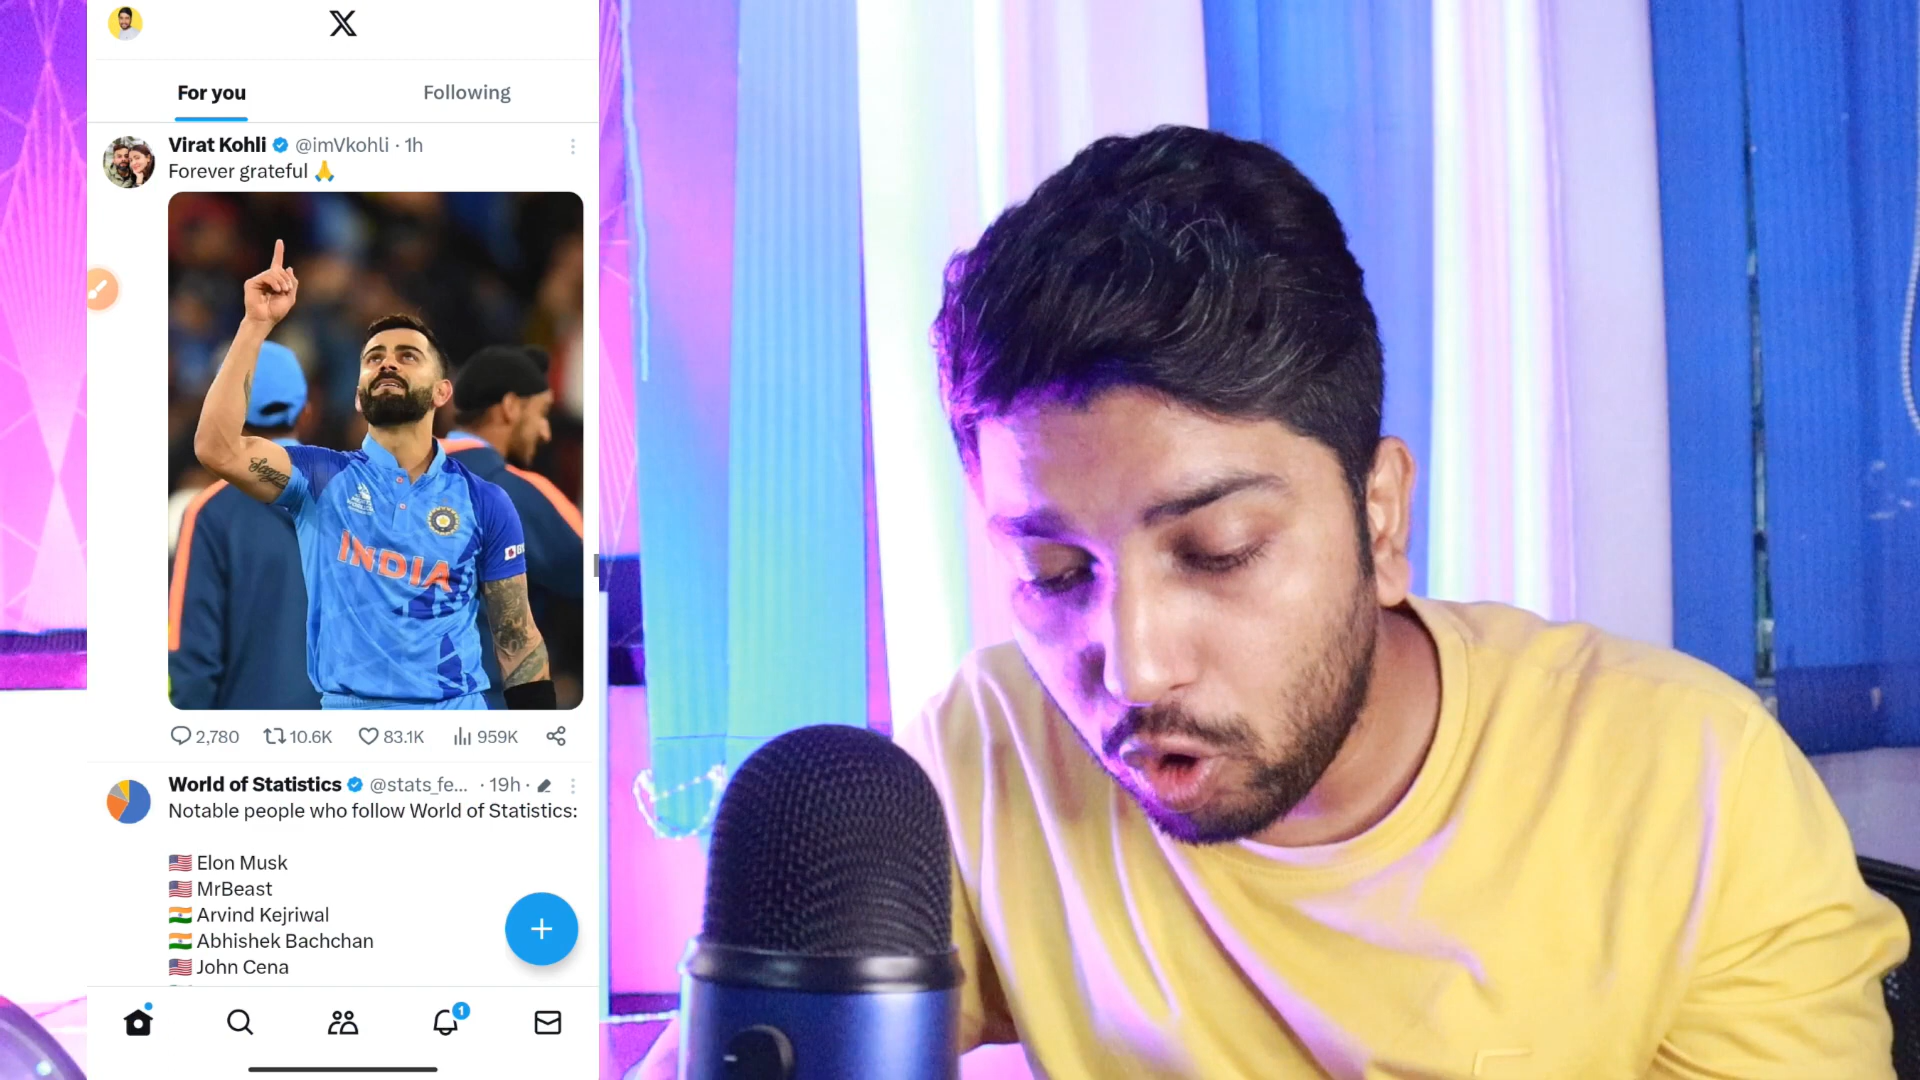 X
For you
Following
Virat Kohli @imVkohli · 1h
Forever grateful 🙏
INDIA
2,780 10.6K 83.1K 959K
World of Statistics @stats_fe... · 19h ·
Notable people who follow World of Statistics:
🇺🇸 Elon Musk
🇺🇸 MrBeast
🇮🇳 Arvind Kejriwal
🇮🇳 Abhishek Bachchan
🇺🇸 John Cena
+
1